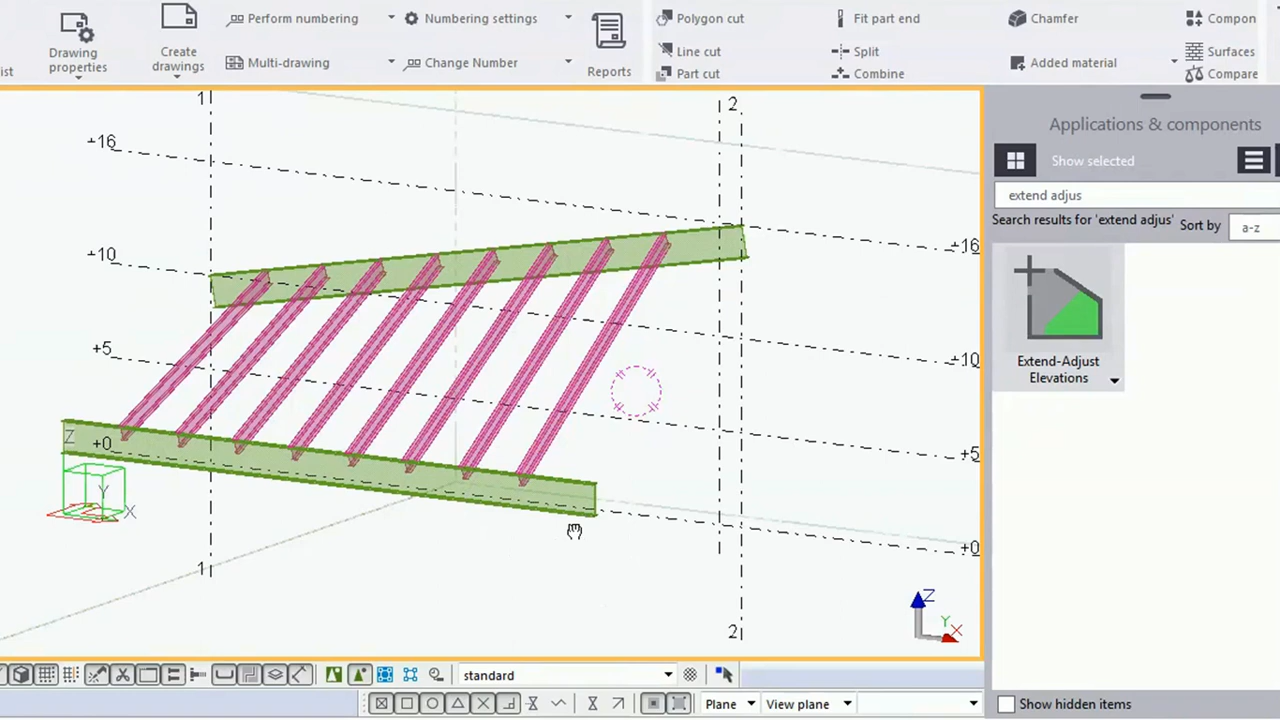 Drawing
properties
Create
drawings
Perform numbering
Multi-drawing
Numbering settings
Change Number
Reports
Polygon cut
Line cut
Part cut
Fit part end
Split
Combine
Chamfer
Added material
Compon
Surfaces
Compare
ist
1
2
+16
+10
+5
+0
Z
Y
X
1
2
+16
+10
+5
+0
Z
Y
X
Applications & components
Show selected
extend adjus
Search results for 'extend adjus'
Sort by
a-z
Extend-Adjust
Elevations
Show hidden items
standard
Plane
View plane